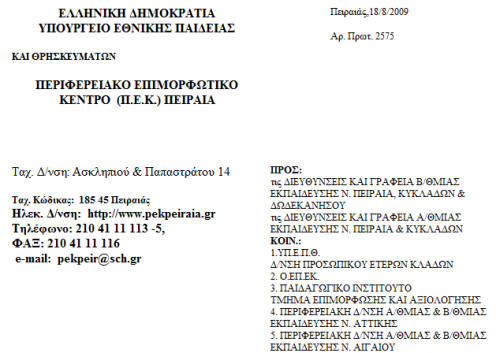 ΕΛΛΗΝΙΚΗ ΔΗΜΟΚΡΑΤΙΑ
ΥΠΟΥΡΓΕΙΟ ΕΘΝΙΚΗΣ ΠΑΙΔΕΙΑΣ
ΚΑΙ ΘΡΗΣΚΕΥΜΑΤΩΝ
ΠΕΡΙΦΕΡΕΙΑΚΟ ΕΠΙΜΟΡΦΩΤΙΚΟ
ΚΕΝΤΡΟ (Π.Ε.Κ.) ΠΕΙΡΑΙΑ
Πειραιάς,18/8/2009
Αρ. Πρωτ. 2575
Ταχ. Δ/νση: Ασκληπιού & Παπαστράτου 14
Ταχ. Κώδικας: 185 45 Πειραιάς
Ηλεκ. Δ/νση: http://www.pekpeiraia.gr
Τηλέφωνο: 210 41 11 113 -5,
ΦΑΞ: 210 41 11 116
e-mail: pekpeir@sch.gr
ΠΡΟΣ:
τις ΔΙΕΥΘΥΝΣΕΙΣ ΚΑΙ ΓΡΑΦΕΙΑ Β/ΘΜΙΑΣ
ΕΚΠΑΙΔΕΥΣΗΣ Ν. ΠΕΙΡΑΙΑ, ΚΥΚΛΑΔΩΝ &
ΔΩΔΕΚΑΝΗΣΟΥ
τις ΔΙΕΥΘΥΝΣΕΙΣ ΚΑΙ ΓΡΑΦΕΙΑ Α/ΘΜΙΑΣ
ΕΚΠΑΙΔΕΥΣΗΣ Ν. ΠΕΙΡΑΙΑ & ΚΥΚΛΑΔΩΝ
ΚΟΙΝ.:
1.ΥΠ.Ε.Π.Θ.
Δ/ΝΣΗ ΠΡΟΣΩΠΙΚΟΥ ΕΤΕΡΩΝ ΚΛΑΔΩΝ
2. Ο.ΕΠ.ΕΚ.
3. ΠΑΙΔΑΓΩΓΙΚΟ ΙΝΣΤΙΤΟΥΤΟ
ΤΜΗΜΑ ΕΠΙΜΟΡΦΩΣΗΣ ΚΑΙ ΑΞΙΟΛΟΓΗΣΗΣ
4. ΠΕΡΙΦΕΡΕΙΑΚΗ Δ/ΝΣΗ Α/ΘΜΙΑΣ & Β/ΘΜΙΑΣ
ΕΚΠΑΙΔΕΥΣΗΣ Ν. ΑΤΤΙΚΗΣ
5. ΠΕΡΙΦΕΡΕΙΑΚΗ Δ/ΝΣΗ Α/ΘΜΙΑΣ & Β/ΘΜΙΑΣ
ΕΚΠΑΙΔΕΥΣΗΣ Ν. ΑΙΓΑΙΟΥ